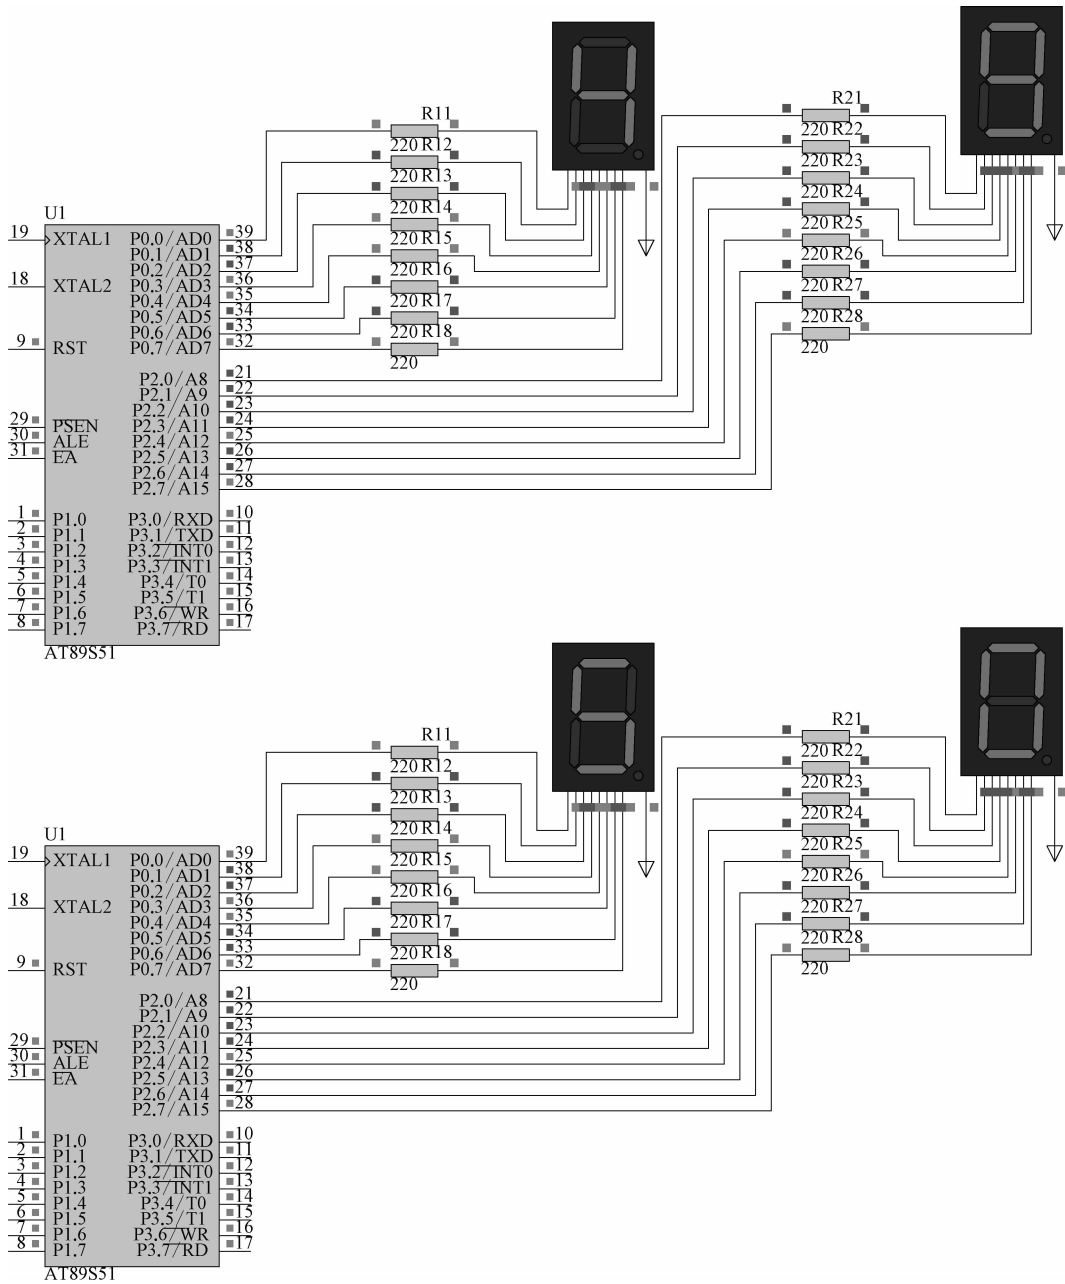 R11
220 R12
220 R13
220 R14
220 R15
220 R16
220 R17
220 R18
220
R21
220 R22
220 R23
220 R24
220 R25
220 R26
220 R27
220 R28
220
U1
19 XTAL1 P0.0/AD0 39
P0.1/AD1 38
P0.2/AD2 37
18 XTAL2 P0.3/AD3 36
P0.4/AD4 35
P0.5/AD5 34
P0.6/AD6 33
9 RST P0.7/AD7 32
P2.0/A8 21
P2.1/A9 22
P2.2/A10 23
29 PSEN P2.3/A11 24
30 ALE P2.4/A12 25
31 EA P2.5/A13 26
P2.6/A14 27
P2.7/A15 28
1 P1.0 P3.0/RXD 10
2 P1.1 P3.1/TXD 11
3 P1.2 P3.2/INT0 12
4 P1.3 P3.3/INT1 13
5 P1.4 P3.4/T0 14
6 P1.5 P3.5/T1 15
7 P1.6 P3.6/WR 16
8 P1.7 P3.7/RD 17
AT89S51
R11
220 R12
220 R13
220 R14
220 R15
220 R16
220 R17
220 R18
220
R21
220 R22
220 R23
220 R24
220 R25
220 R26
220 R27
220 R28
220
U1
19 XTAL1 P0.0/AD0 39
P0.1/AD1 38
P0.2/AD2 37
18 XTAL2 P0.3/AD3 36
P0.4/AD4 35
P0.5/AD5 34
P0.6/AD6 33
9 RST P0.7/AD7 32
P2.0/A8 21
P2.1/A9 22
P2.2/A10 23
29 PSEN P2.3/A11 24
30 ALE P2.4/A12 25
31 EA P2.5/A13 26
P2.6/A14 27
P2.7/A15 28
1 P1.0 P3.0/RXD 10
2 P1.1 P3.1/TXD 11
3 P1.2 P3.2/INT0 12
4 P1.3 P3.3/INT1 13
5 P1.4 P3.4/T0 14
6 P1.5 P3.5/T1 15
7 P1.6 P3.6/WR 16
8 P1.7 P3.7/RD 17
AT89S51